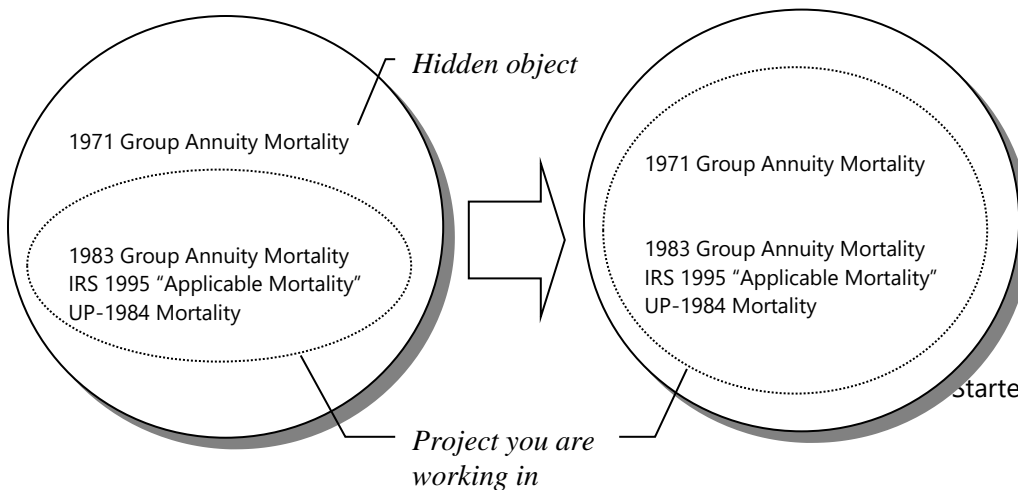 Hidden object
1971 Group Annuity Mortality
1983 Group Annuity Mortality
IRS 1995 “Applicable Mortality”
UP-1984 Mortality
1971 Group Annuity Mortality
1983 Group Annuity Mortality
IRS 1995 “Applicable Mortality”
UP-1984 Mortality
Starte
Project you are
working in